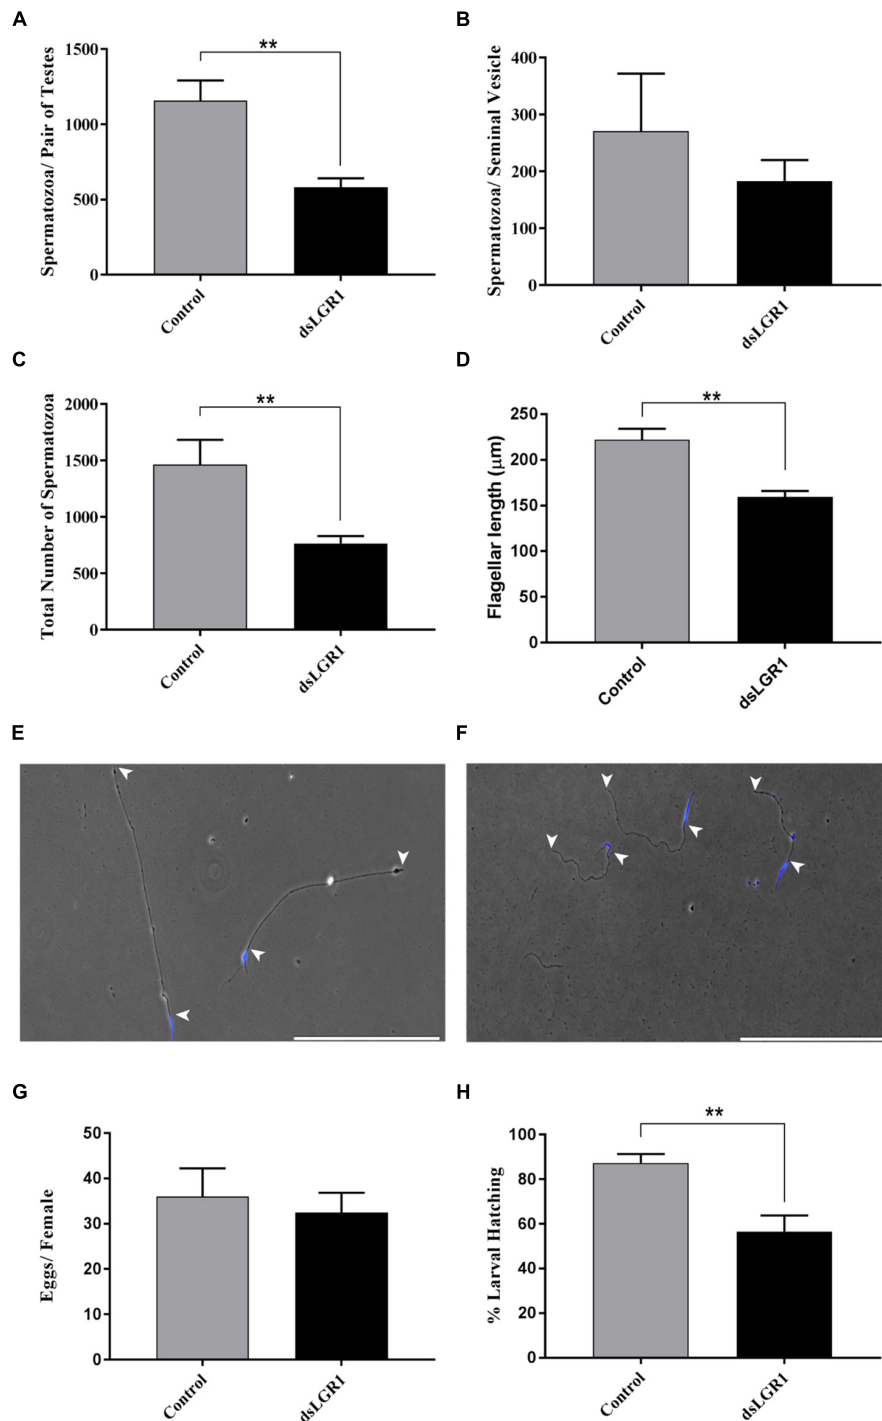 A
1500
1000
500
0
Spermatozoa/ Pair of Testes
**
Control
dsLGR1
B
400
300
200
100
0
Spermatozoa/ Seminal Vesicle
Control
dsLGR1
C
2000
1500
1000
500
0
Total Number of Spermatozoa
**
Control
dsLGR1
D
250
200
150
100
50
0
Flagellar length (µm)
**
Control
dsLGR1
E
F
G
50
40
30
20
10
0
Eggs/ Female
Control
dsLGR1
H
100
80
60
40
20
0
% Larval Hatching
**
Control
dsLGR1